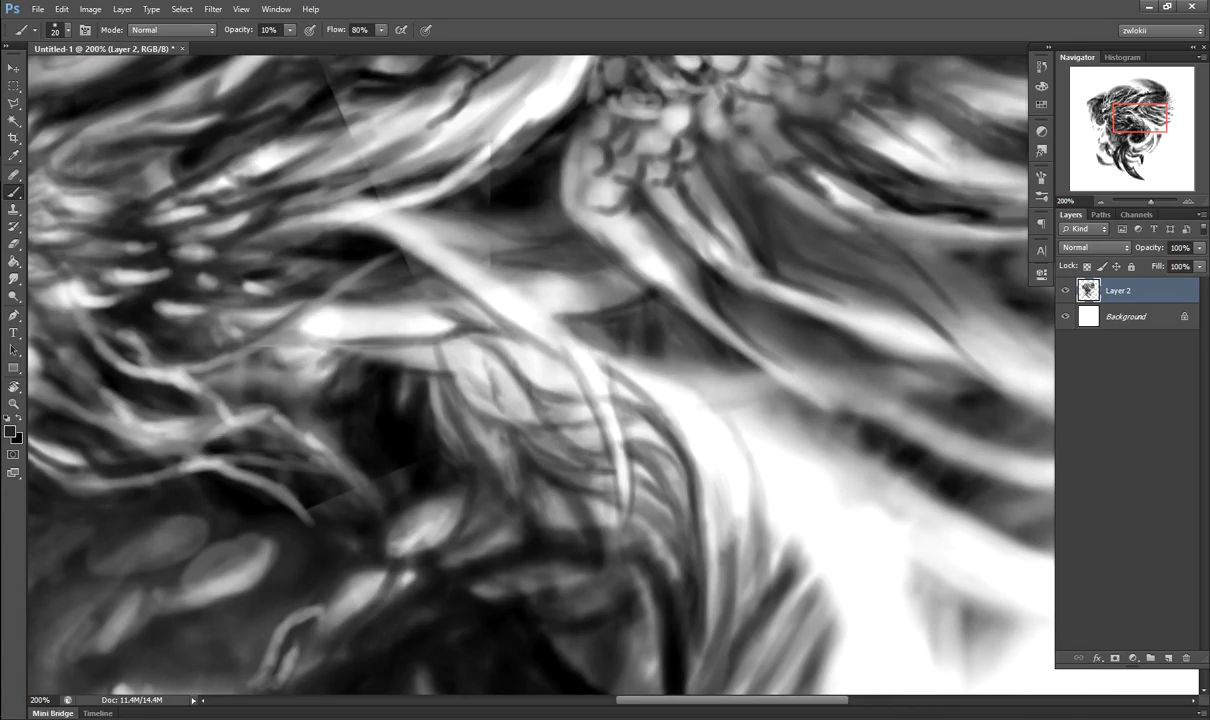 Ps File Edit Image Layer Type Select Filter View Window Help
20 Mode: Normal Opacity: 10% Flow: 80% zwlokii
Untitled-1 @ 200% (Layer 2, RGB/8) * ×
Navigator Histogram
200%
Layers Paths Channels
Kind
Normal Opacity: 100%
Lock: Fill: 100%
Layer 2
Background
200% Doc: 11.4M/14.4M
Mini Bridge Timeline